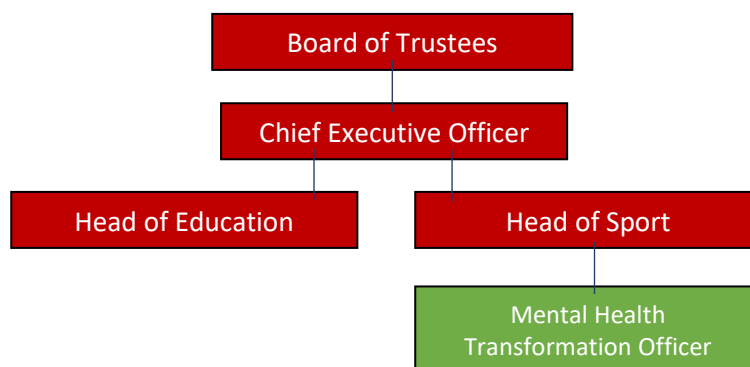 Board of Trustees
Chief Executive Officer
Head of Education
Head of Sport
Mental Health
Transformation Officer